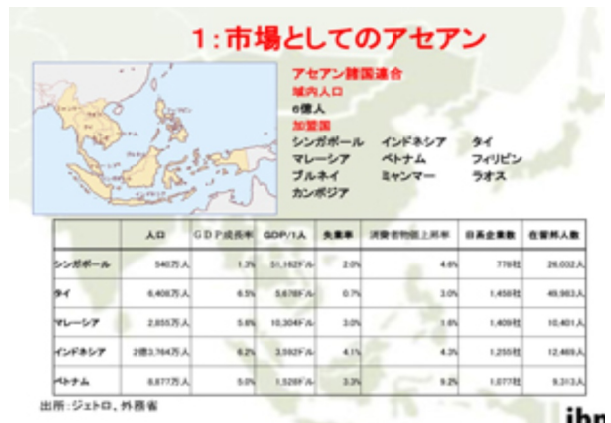 1:市場としてのアセアン
アセアン諸国連合
域内人口
6億人
加盟国
シンガポール インドネシア タイ
マレーシア ベトナム フィリピン
ブルネイ ミャンマー ラオス
カンボジア
人口 GDP成長率 GDP/1人 失業率 消費者物価上昇率 日系企業数 在留邦人数
シンガポール 540万人 1.3% 51,162ドル 2.0% 4.6% 776社 26,032人
タイ 6,408万人 6.5% 5,678ドル 0.7% 3.0% 1,458社 49,983人
マレーシア 2,855万人 5.6% 10,304ドル 3.0% 1.6% 1,409社 10,401人
インドネシア 2億3,764万人 6.2% 3,592ドル 4.1% 4.3% 1,255社 12,469人
ベトナム 8,877万人 5.0% 1,528ドル 3.3% 9.2% 1,077社 9,313人
出所:ジェトロ、外務省